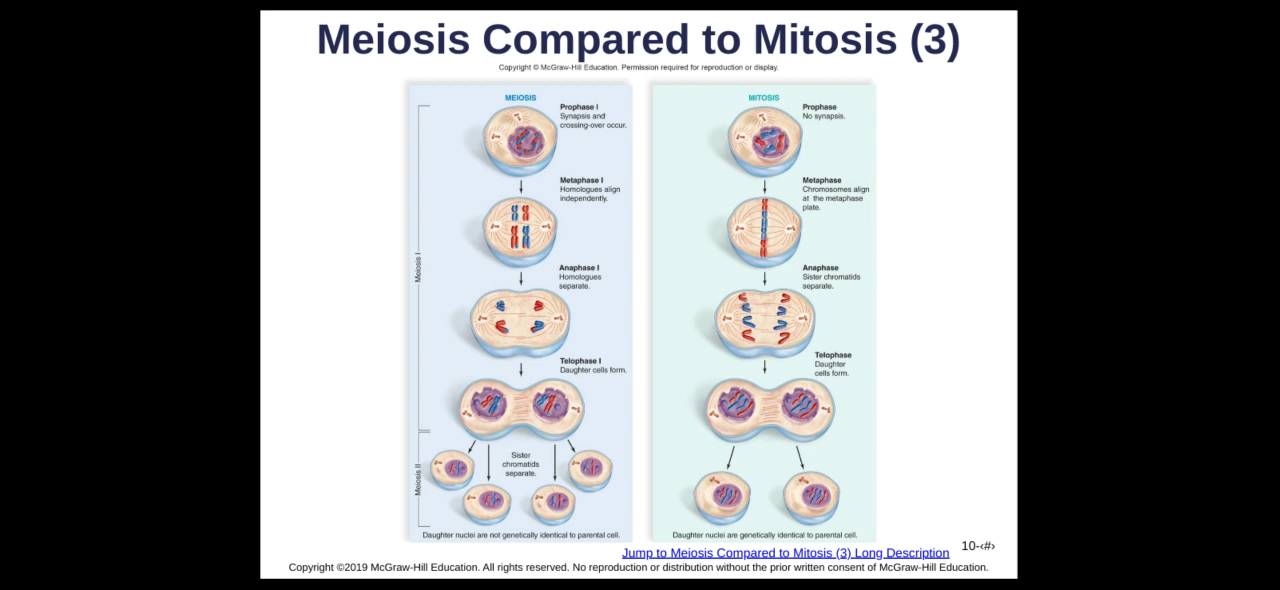 Meiosis Compared to Mitosis (3)
Copyright © McGraw-Hill Education. Permission required for reproduction or display.
MEIOSIS
Prophase I
Synapsis and
crossing-over occur.
Metaphase I
Homologues align
independently.
Anaphase I
Homologues
separate.
Telophase I
Daughter cells form.
Meiosis I
Sister
chromatids
separate.
Meiosis II
Daughter nuclei are not genetically identical to parental cell.
MITOSIS
Prophase
No synapsis.
Metaphase
Chromosomes align
at the metaphase
plate.
Anaphase
Sister chromatids
separate.
Telophase
Daughter
cells form.
Daughter nuclei are genetically identical to parental cell.
10-‹#›
Jump to Meiosis Compared to Mitosis (3) Long Description
Copyright ©2019 McGraw-Hill Education. All rights reserved. No reproduction or distribution without the prior written consent of McGraw-Hill Education.